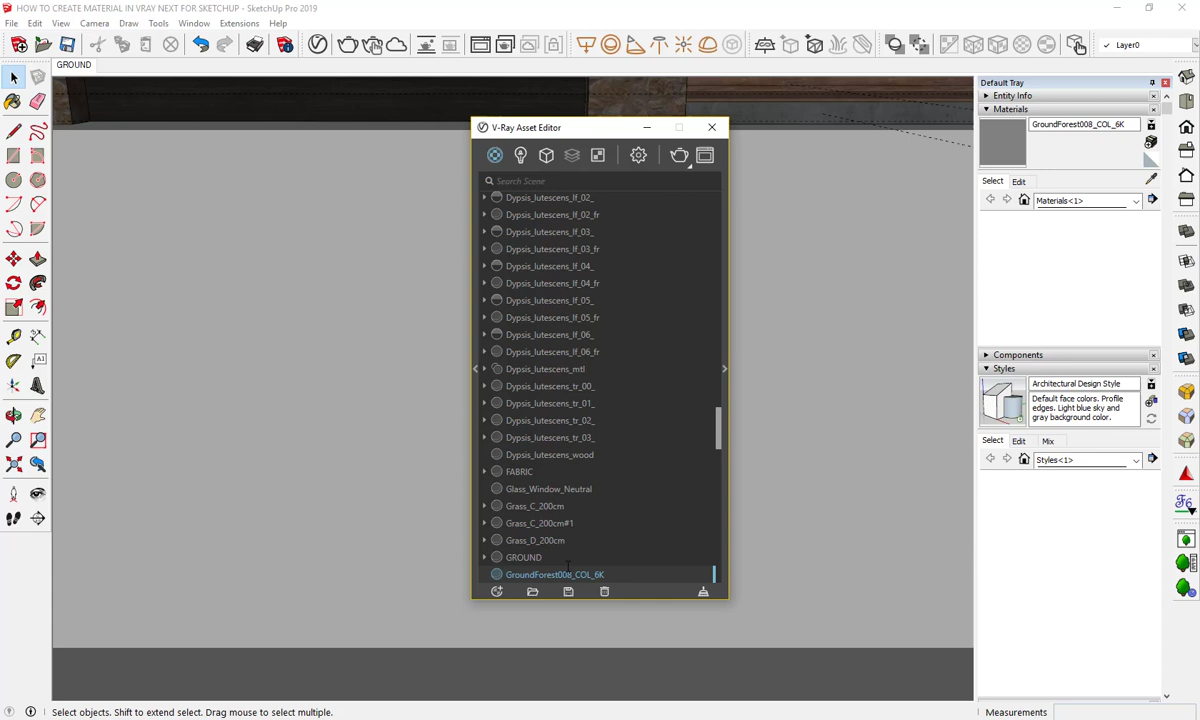 HOW TO CREATE MATERIAL IN VRAY NEXT FOR SKETCHUP - SketchUp Pro 2019
File Edit View Camera Draw Tools Window Extensions Help
Layer0
GROUND
Default Tray
Entity Info
Materials
GroundForest008_COL_6K
Select Edit
Materials<1>
Components
Styles
Architectural Design Style
Default face colors. Profile
edges. Light blue sky and
gray background color.
Select Edit Mix
Styles<1>
V-Ray Asset Editor
Search Scene
Dypsis_lutescens_lf_02_
Dypsis_lutescens_lf_02_fr
Dypsis_lutescens_lf_03_
Dypsis_lutescens_lf_03_fr
Dypsis_lutescens_lf_04_
Dypsis_lutescens_lf_04_fr
Dypsis_lutescens_lf_05_
Dypsis_lutescens_lf_05_fr
Dypsis_lutescens_lf_06_
Dypsis_lutescens_lf_06_fr
Dypsis_lutescens_mtl
Dypsis_lutescens_tr_00_
Dypsis_lutescens_tr_01_
Dypsis_lutescens_tr_02_
Dypsis_lutescens_tr_03_
Dypsis_lutescens_wood
FABRIC
Glass_Window_Neutral
Grass_C_200cm
Grass_C_200cm#1
Grass_D_200cm
GROUND
GroundForest008_COL_6K
Select objects. Shift to extend select. Drag mouse to select multiple.
Measurements